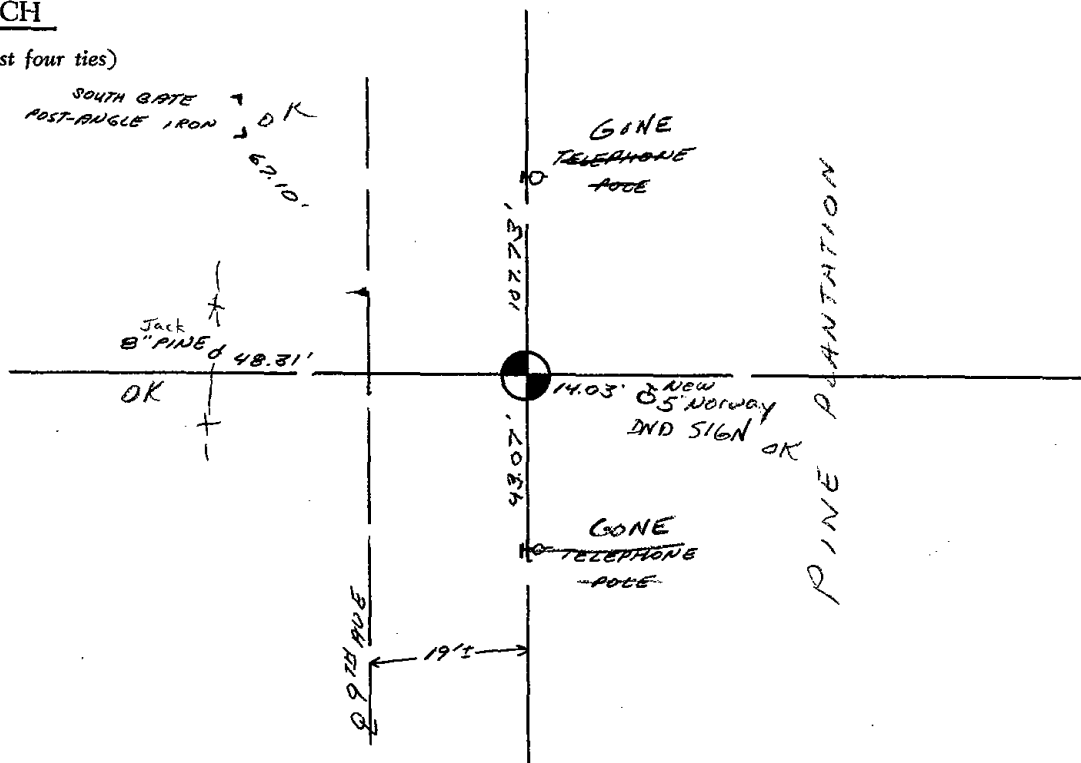 CH
st four ties)
SOUTH GATE
POST-ANGLE IRON
OK
67.10'
GONE
TELEPHONE
POLE
107.73'
Jack
8" PINE
48.31'
OK
14.03'
NEW
5" Norway
DND SIGN OK
43.07'
PINE PLANTATION
GONE
TELEPHONE
POLE
9TH AVE
19'±